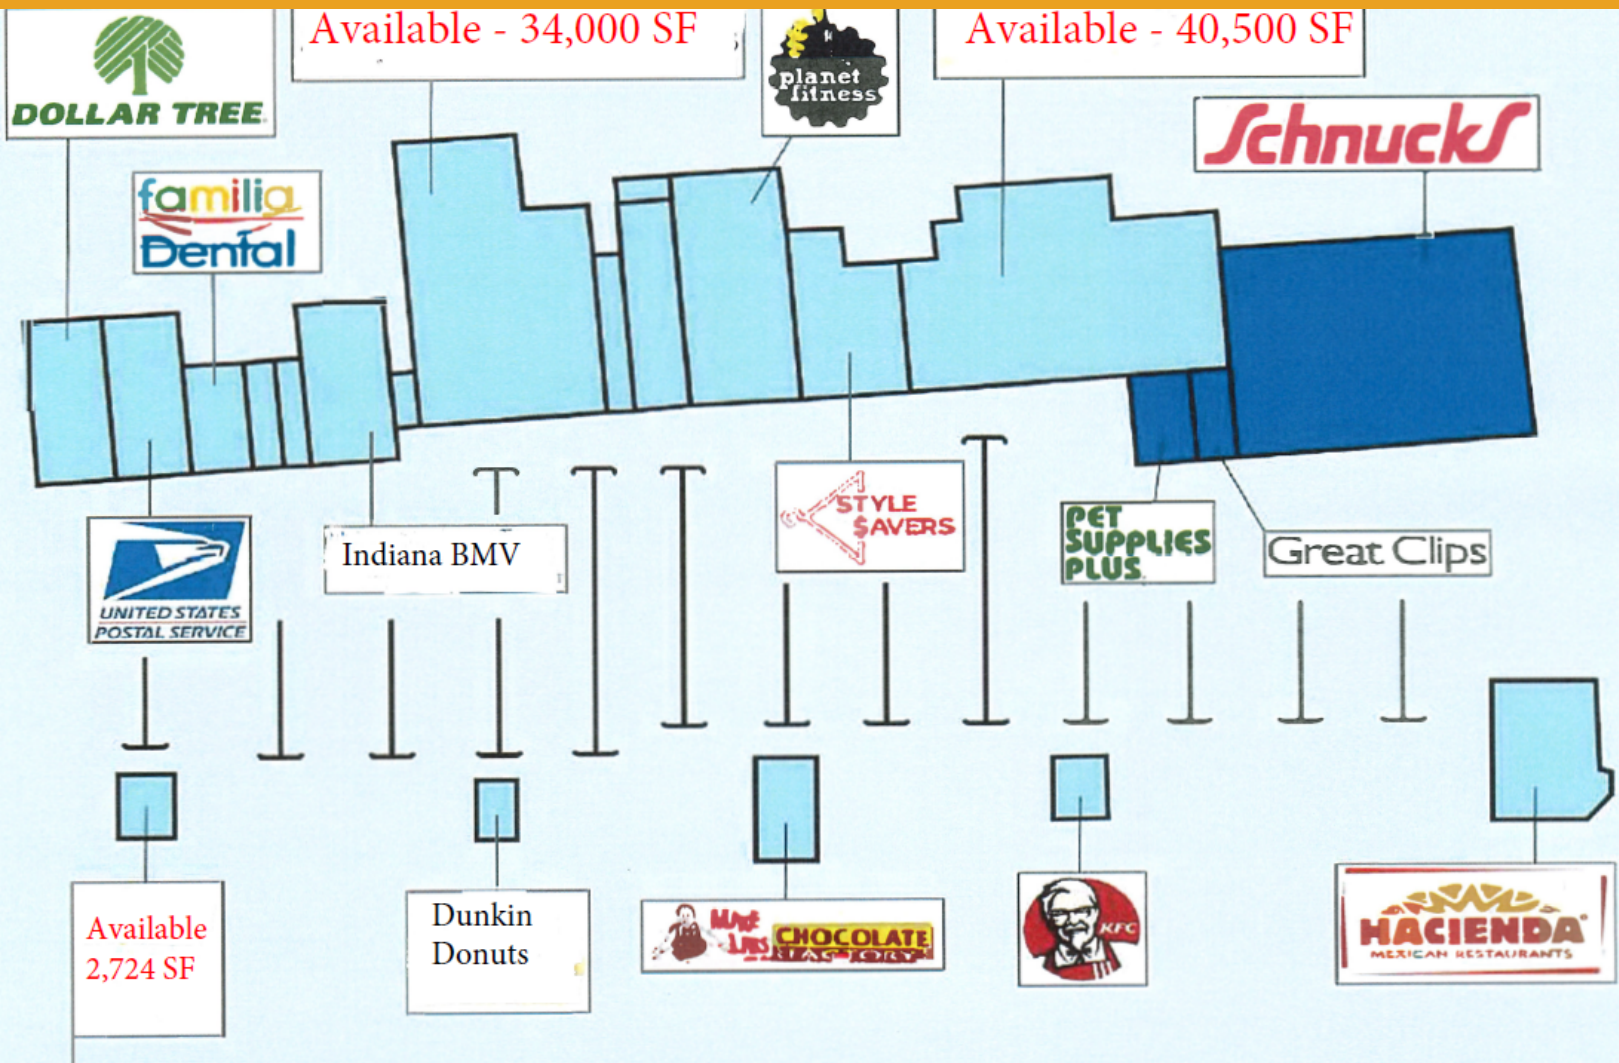 Available - 34,000 SF
Available - 40,500 SF
planet
fitness
DOLLAR TREE
Schnucks
familia
Dental
STYLE
$AVERS
PET
SUPPLIES
PLUS
Great Clips
Indiana BMV
UNITED STATES
POSTAL SERVICE
Available
2,724 SF
Dunkin
Donuts
CHOCOLATE
FACTORY
KFC
HACIENDA
MEXICAN RESTAURANTS